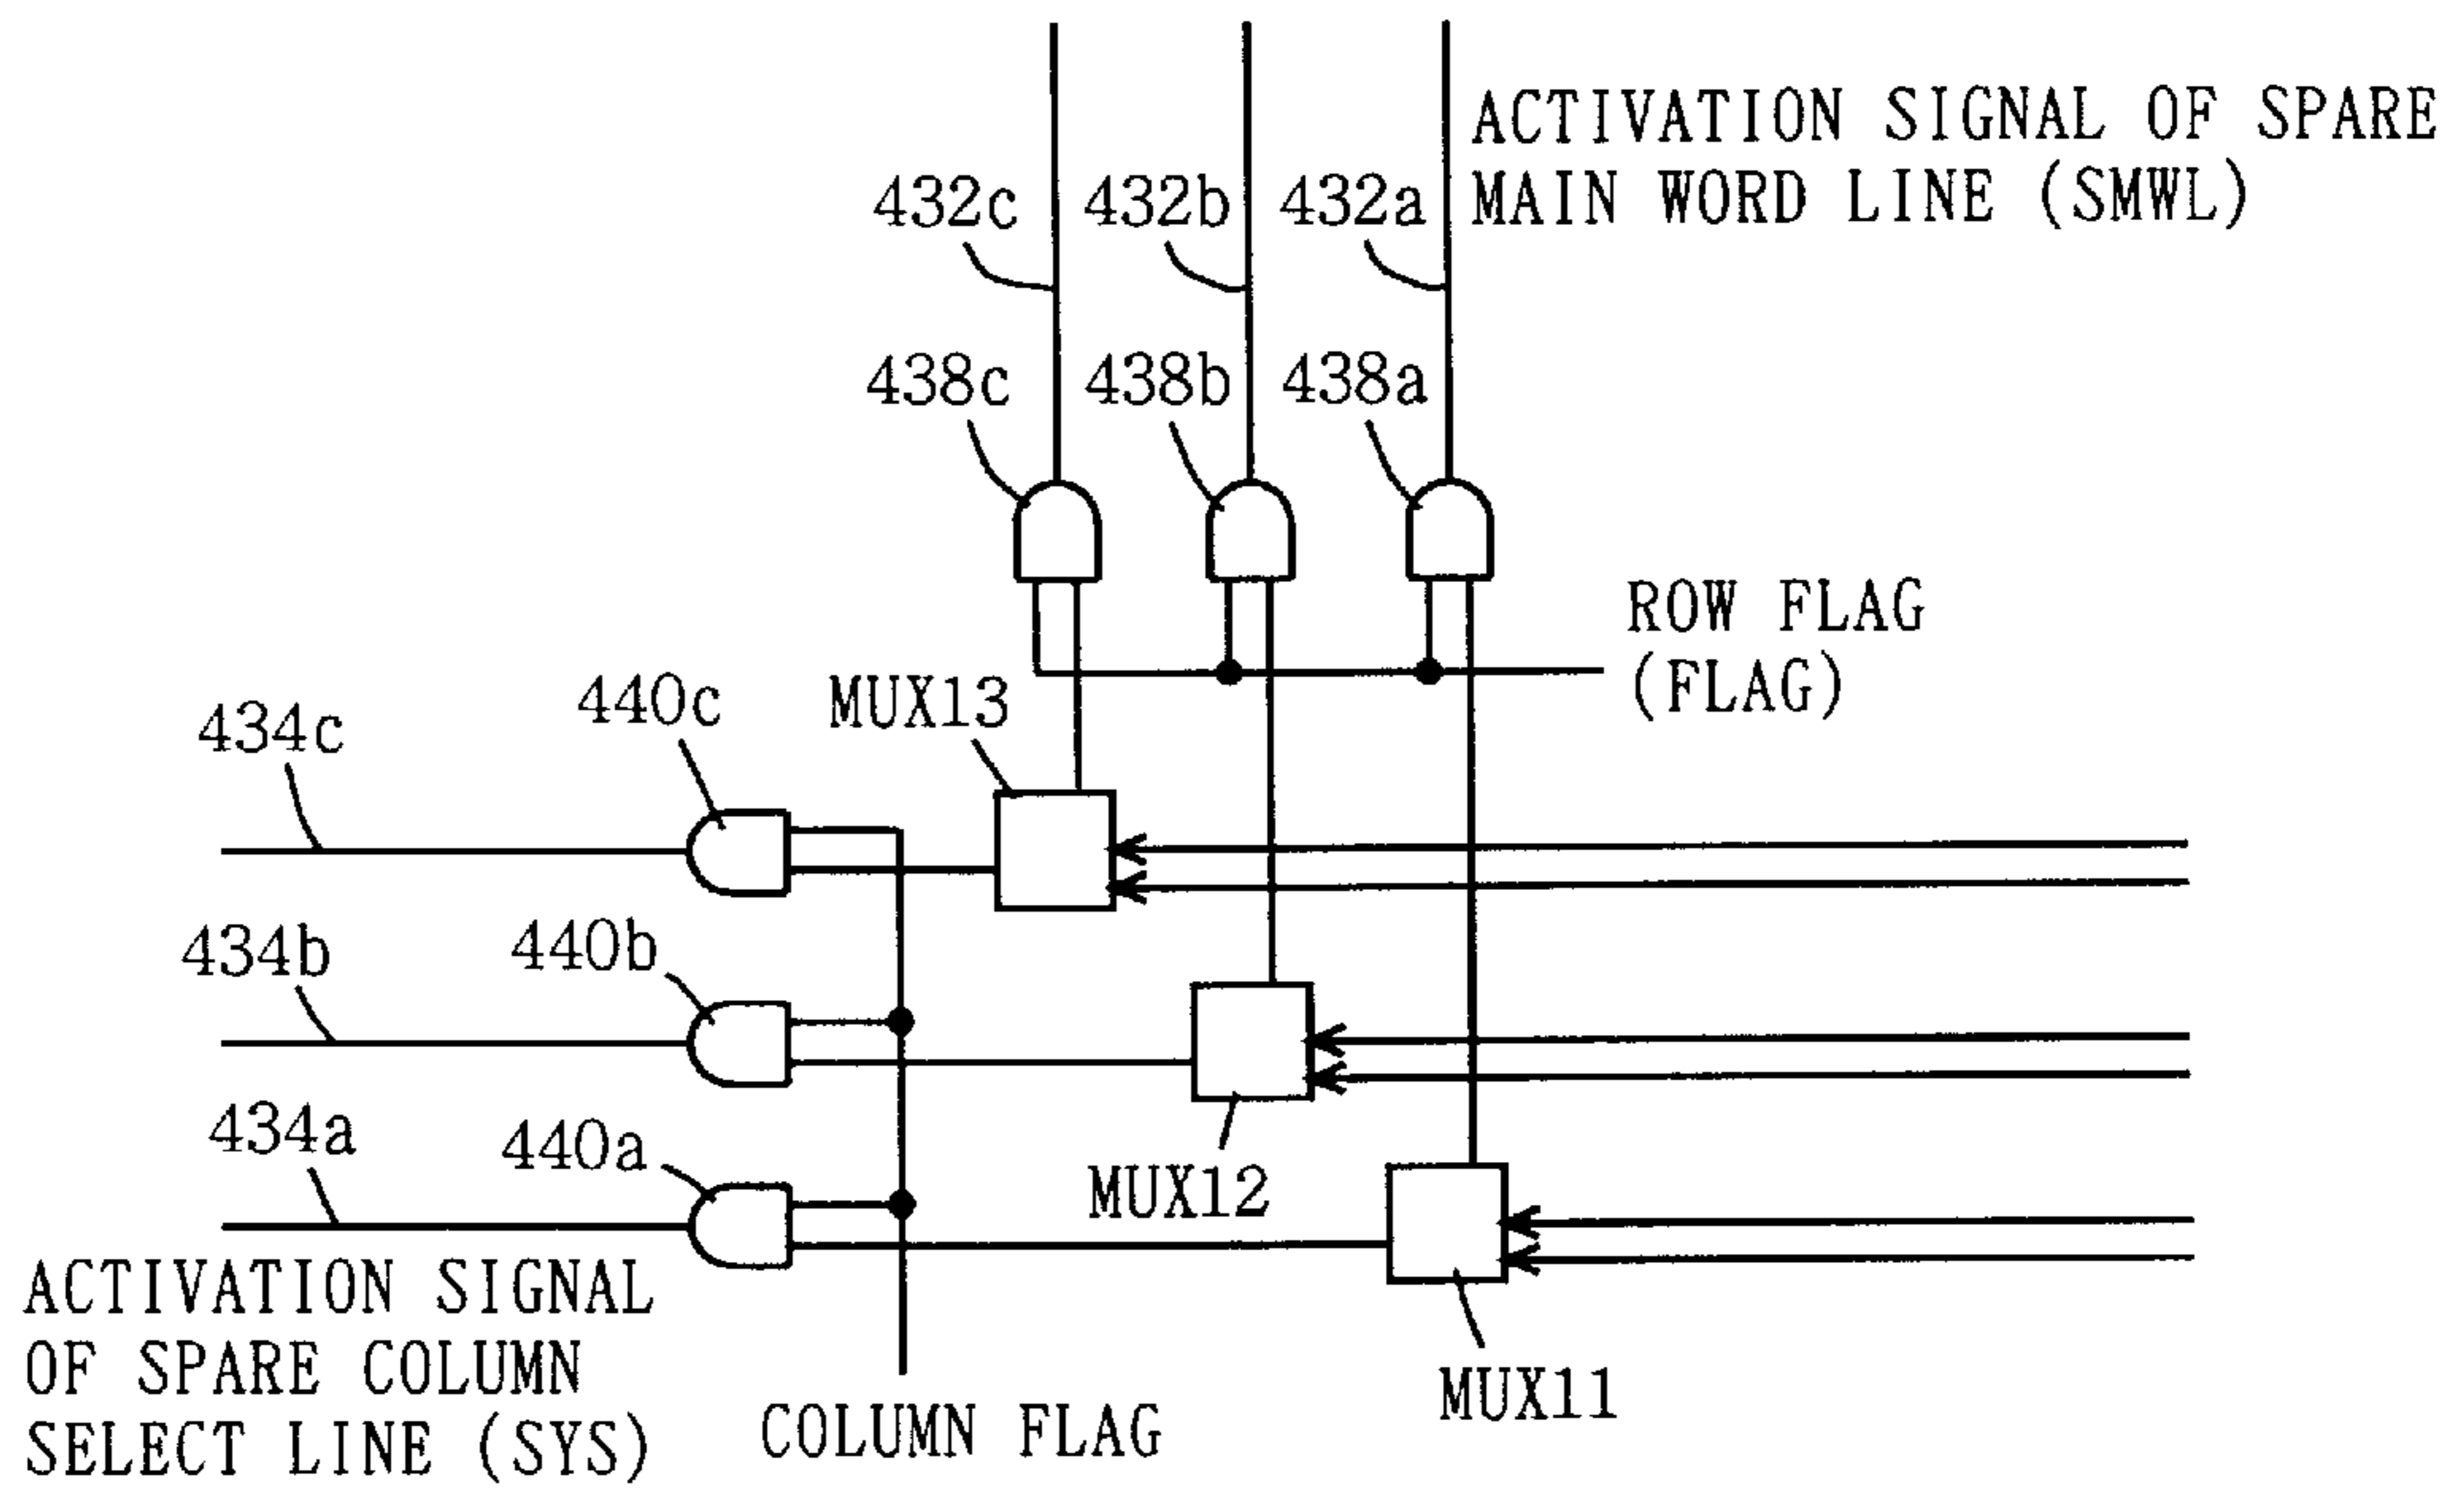 ACTIVATION SIGNAL OF SPARE
MAIN WORD LINE (SMWL)
432c 432b 432a
438c 438b 438a
ROW FLAG
(FLAG)
MUX13
440c
434c
440b
434b
434a
440a
MUX12
MUX11
ACTIVATION SIGNAL
OF SPARE COLUMN
SELECT LINE (SYS)
COLUMN FLAG